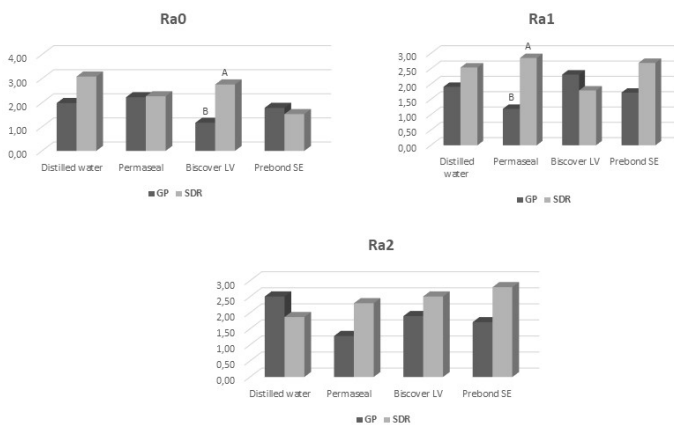 Ra0
4,00
3,00
2,00
1,00
0,00
A
B
Distilled water Permaseal Biscover LV Prebond SE
GP SDR
Ra1
3,00
2,50
2,00
1,50
1,00
0,50
0,00
A
B
Distilled Permaseal Biscover LV Prebond SE
water
GP SDR
Ra2
3,00
2,50
2,00
1,50
1,00
0,50
0,00
Distilled water Permaseal Biscover LV Prebond SE
GP SDR